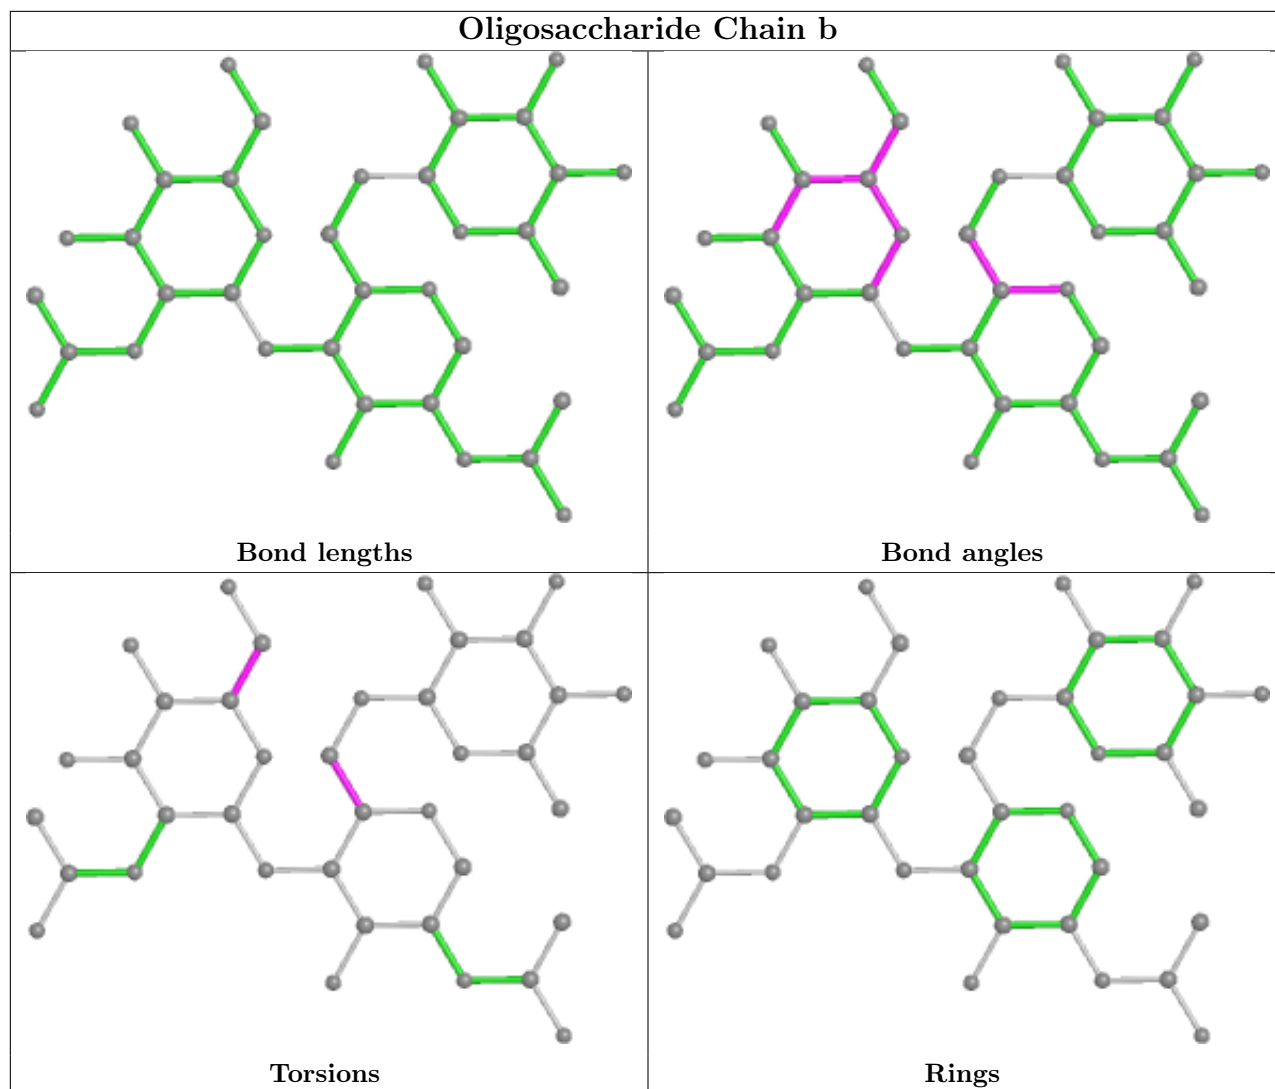 Oligosaccharide Chain b
Bond lengths
Bond angles
Torsions
Rings